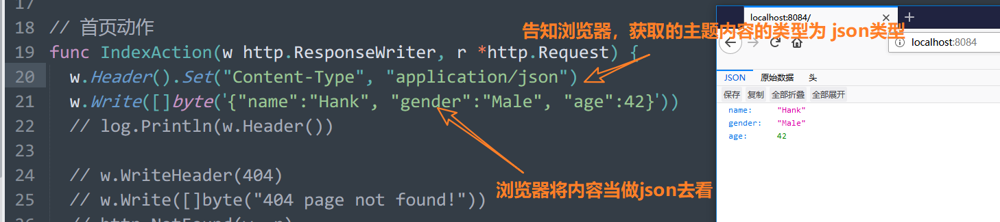 17
18 // 首页动作
19 func IndexAction(w http.ResponseWriter, r *http.Request) {
20 w.Header().Set("Content-Type", "application/json")
21 w.Write([]byte(`{"name":"Hank", "gender":"Male", "age":42}`))
22 // log.Println(w.Header())
23
24 // w.WriteHeader(404)
25 // w.Write([]byte("404 page not found!"))
告知浏览器，获取的主题内容的类型为 json类型
浏览器将内容当做json去看
localhost:8084/
localhost:8084
JSON 原始数据 头
保存 复制 全部折叠 全部展开
name: "Hank"
gender: "Male"
age: 42